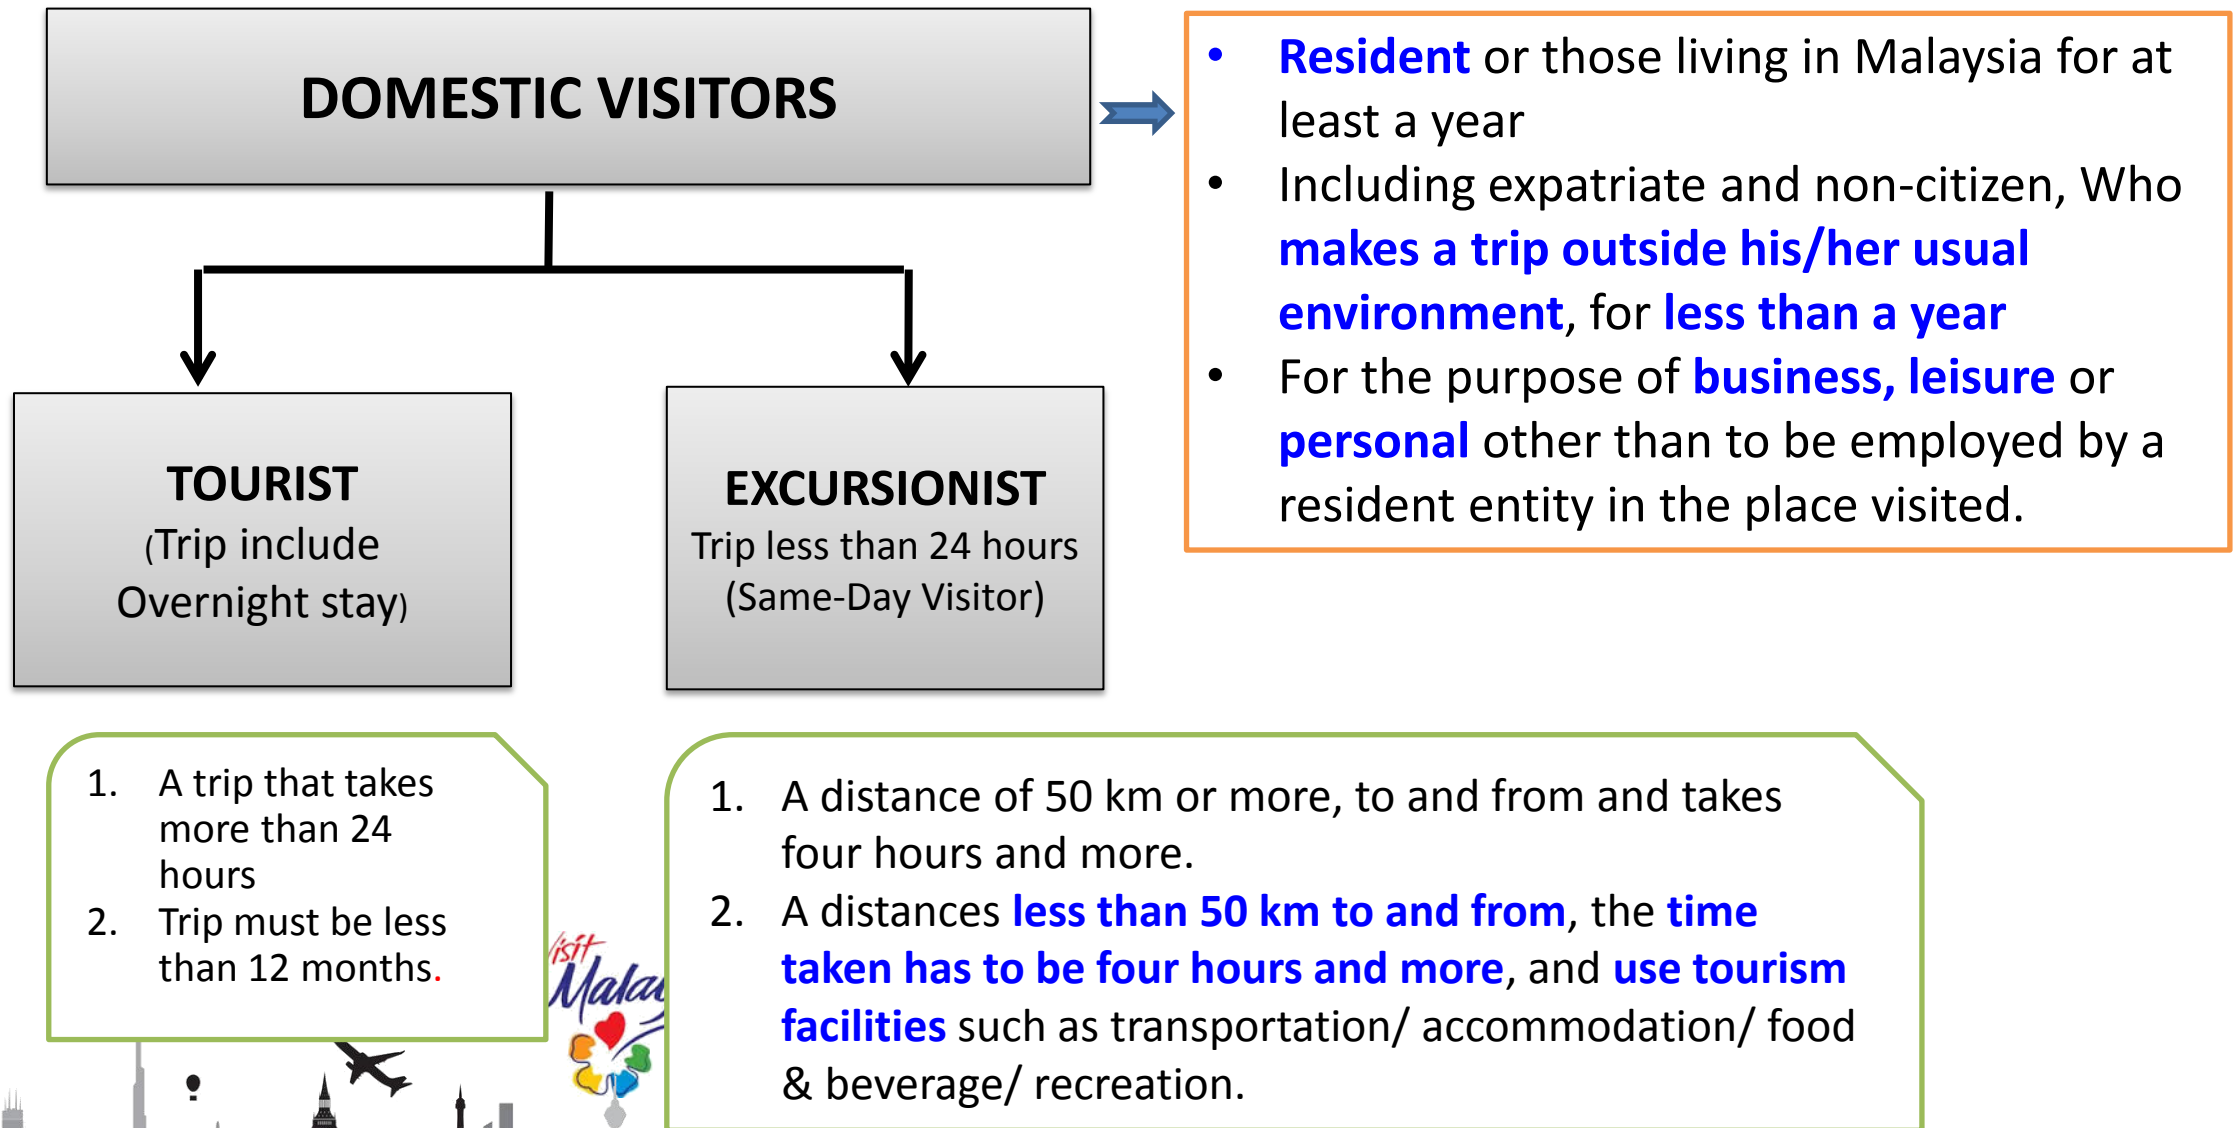 DOMESTIC VISITORS
• Resident or those living in Malaysia for at
least a year
• Including expatriate and non-citizen, Who
makes a trip outside his/her usual
environment, for less than a year
• For the purpose of business, leisure or
personal other than to be employed by a
resident entity in the place visited.
TOURIST
(Trip include
Overnight stay)
EXCURSIONIST
Trip less than 24 hours
(Same-Day Visitor)
1. A trip that takes
more than 24
hours
2. Trip must be less
than 12 months.
1. A distance of 50 km or more, to and from and takes
four hours and more.
2. A distances less than 50 km to and from, the time
taken has to be four hours and more, and use tourism
facilities such as transportation/ accommodation/ food
& beverage/ recreation.